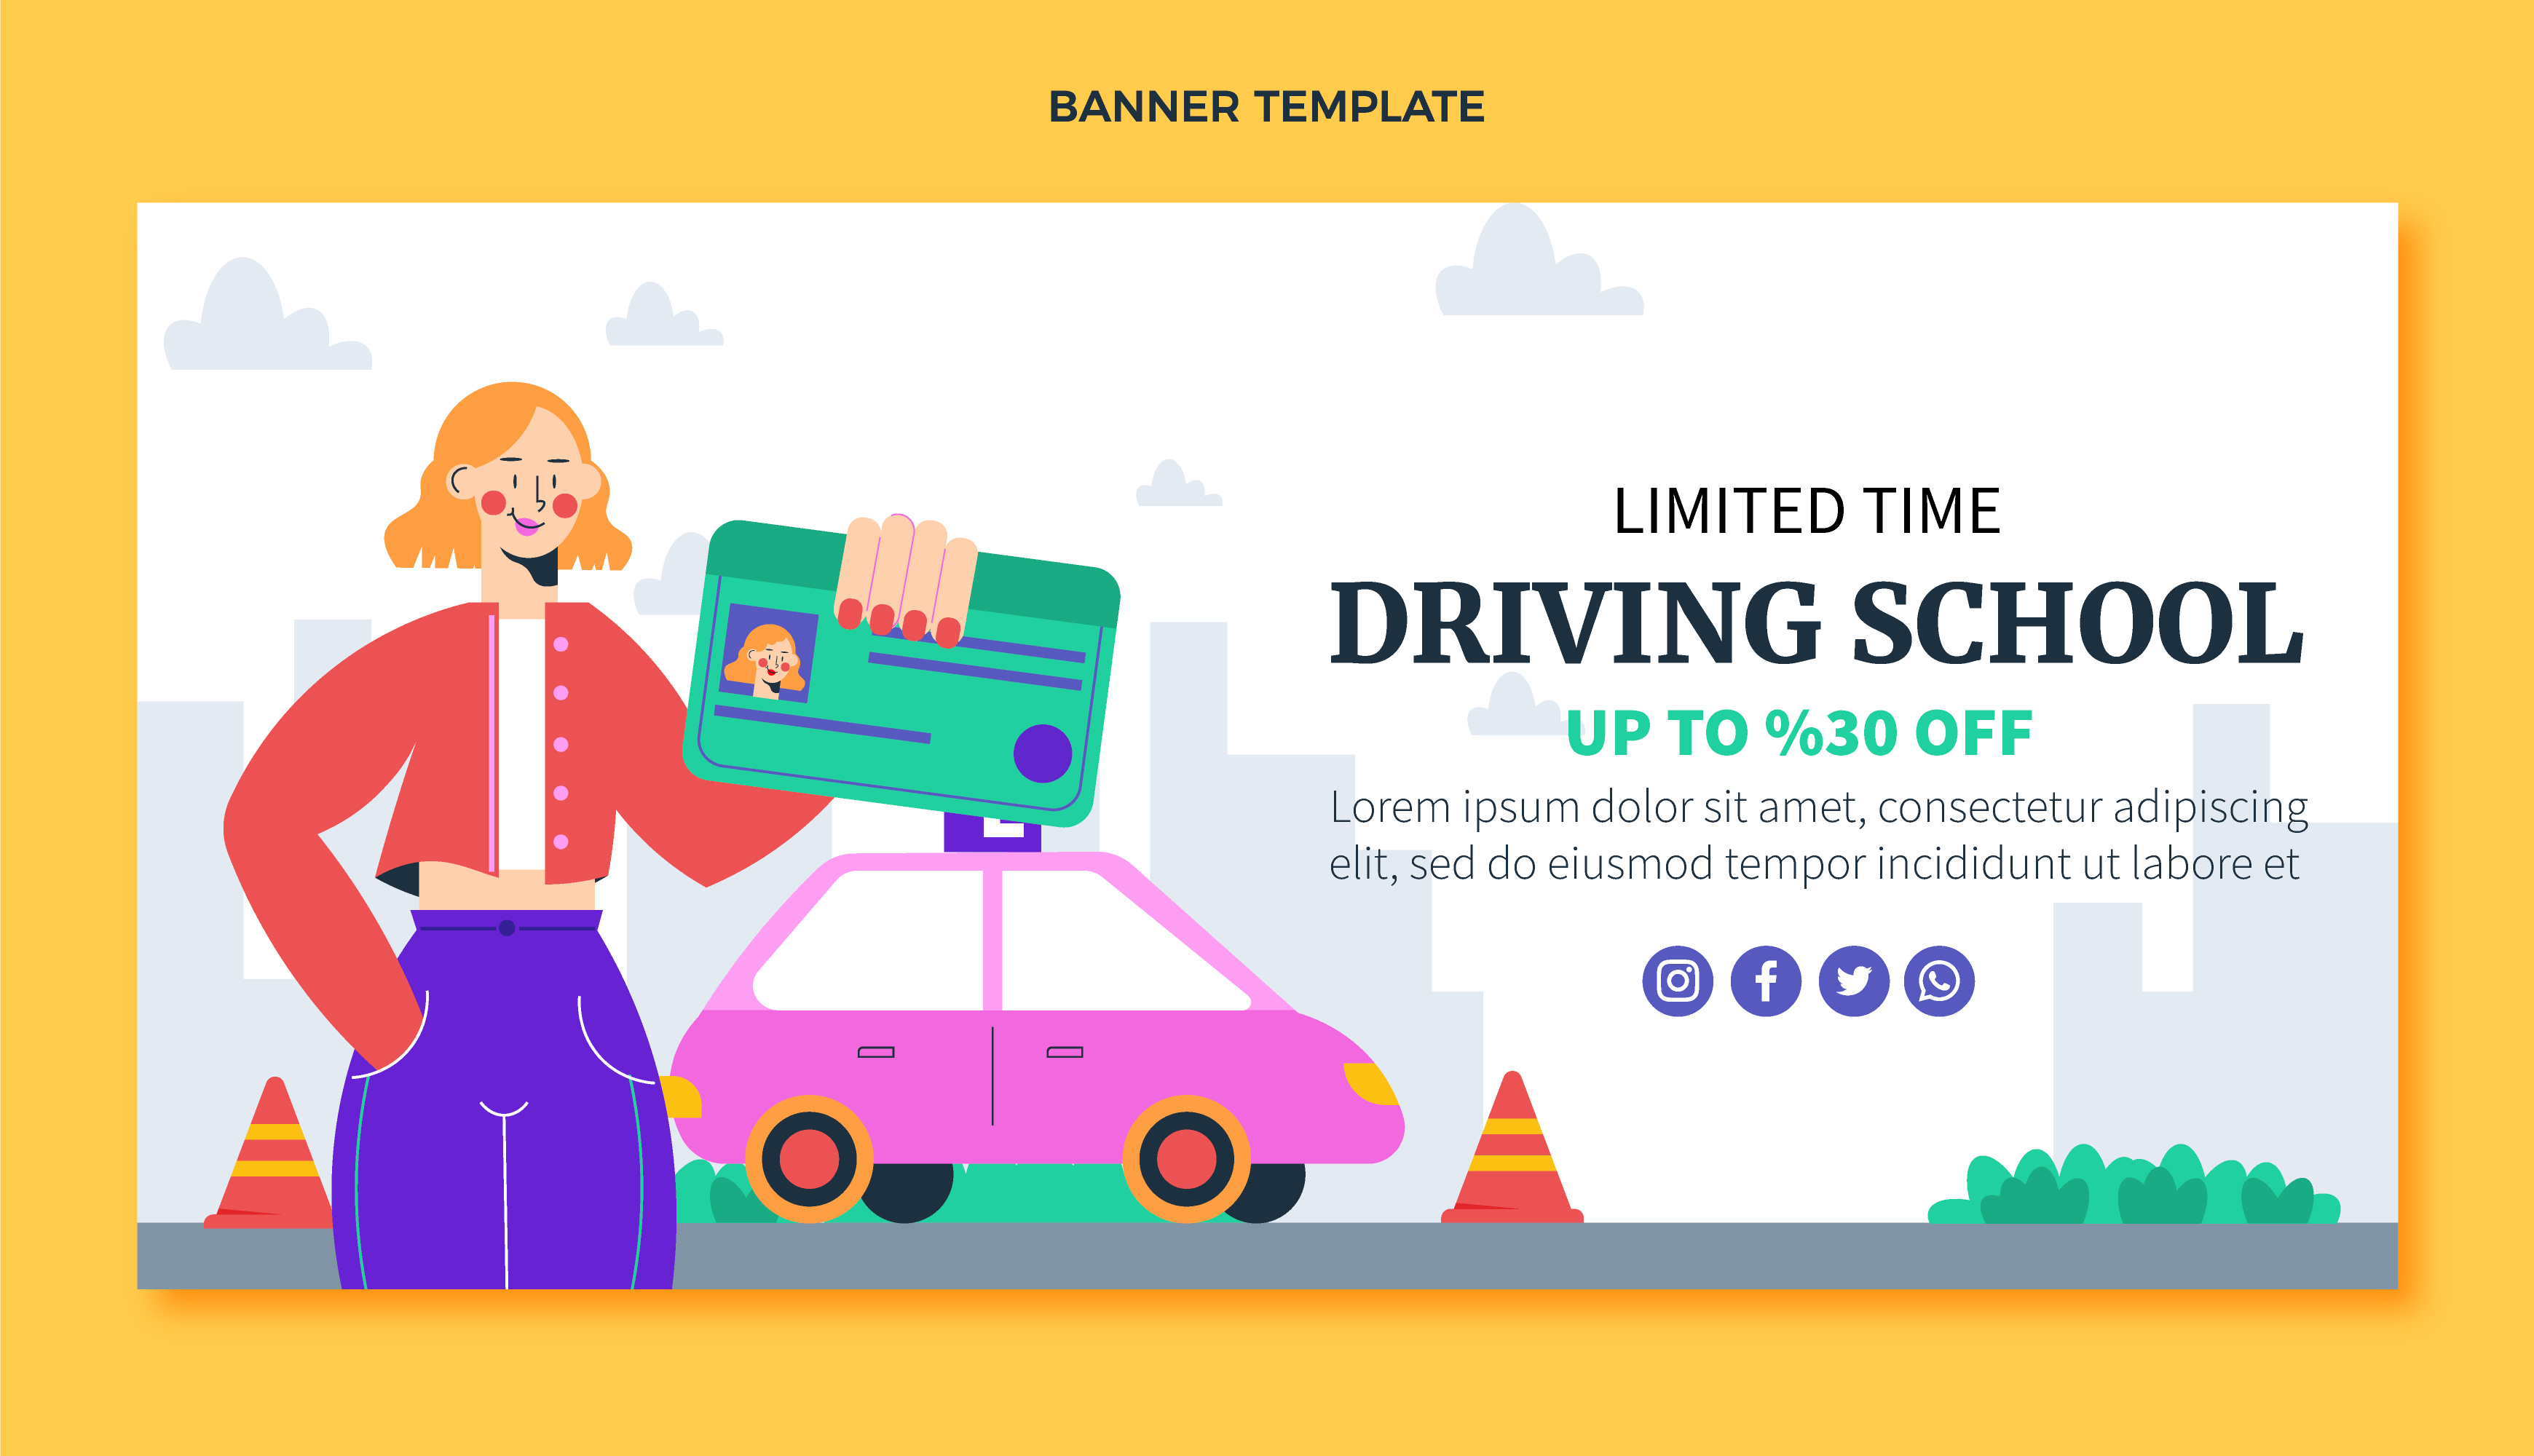 BANNER TEMPLATE
LIMITED TIME
DRIVING SCHOOL
UP TO %30 OFF
Lorem ipsum dolor sit amet, consectetur adipiscing
elit, sed do eiusmod tempor incididunt ut labore et